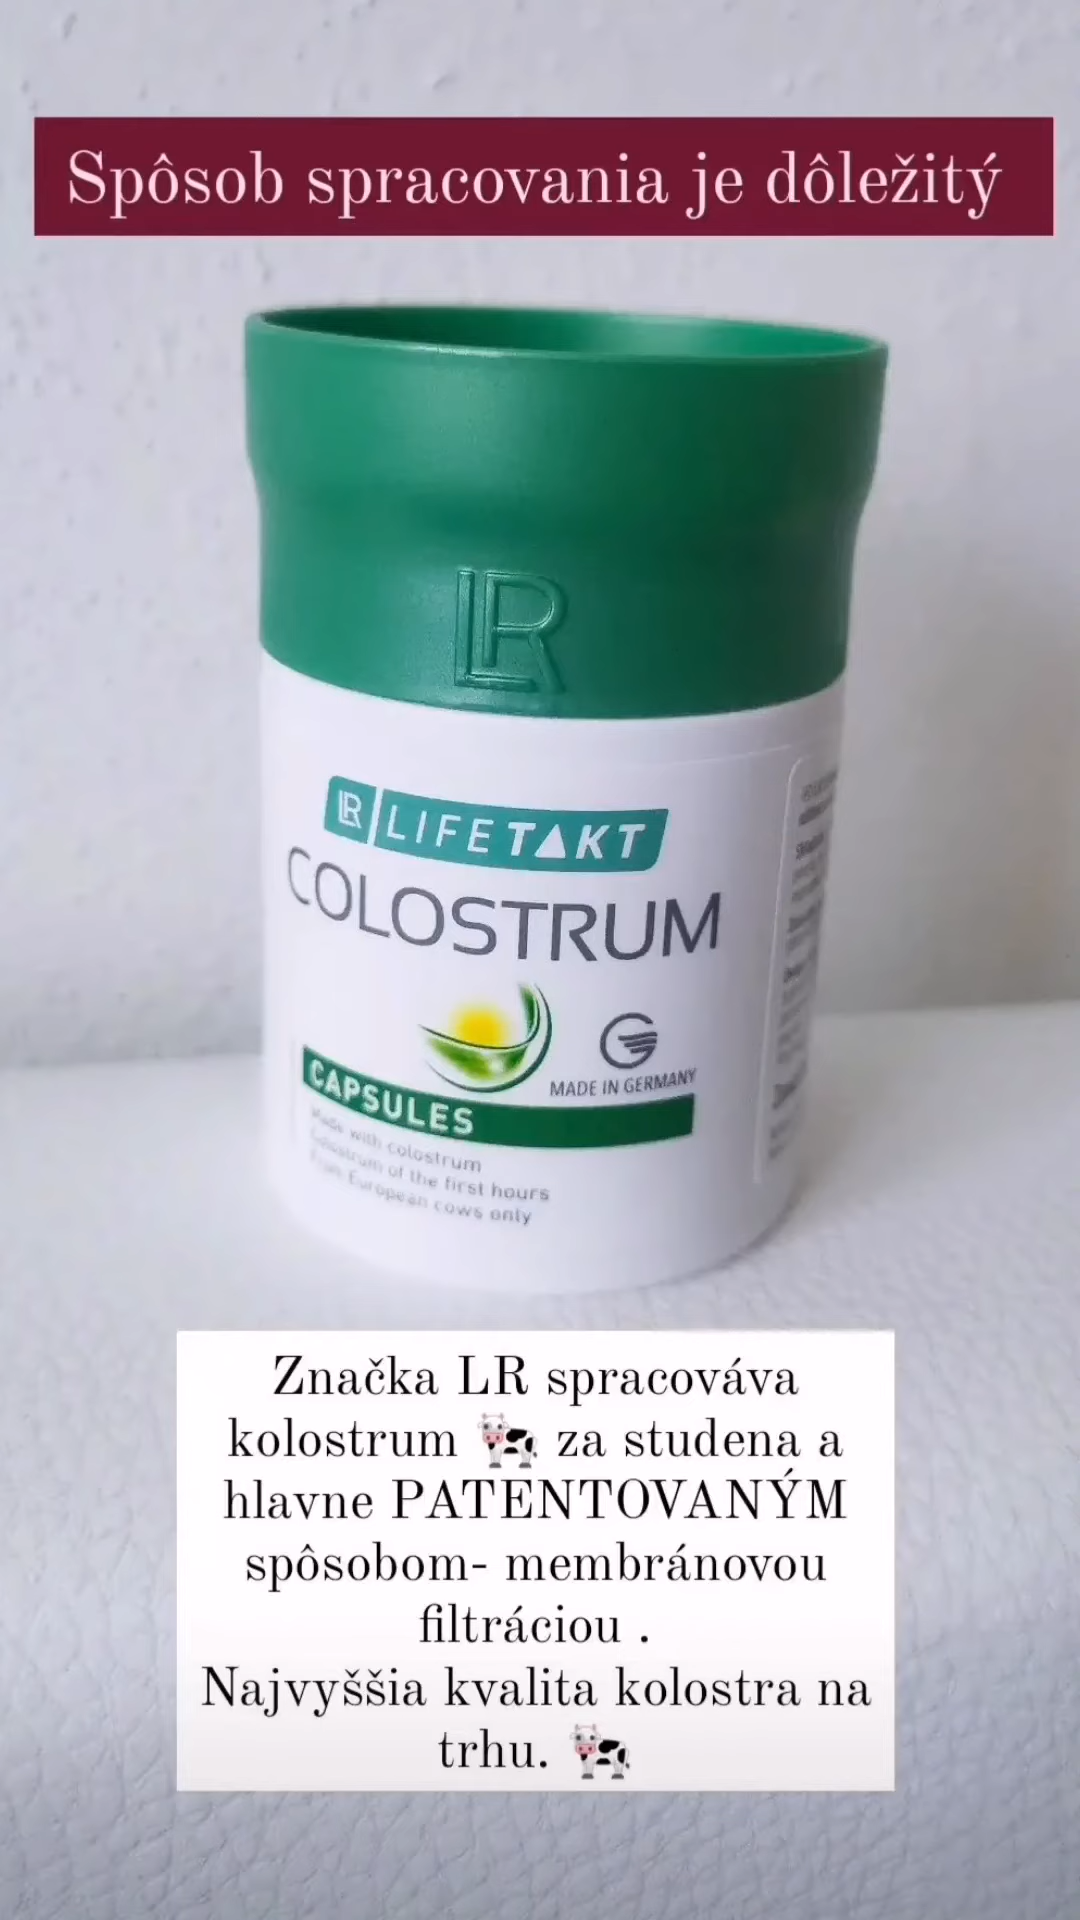 Spôsob spracovania je dôležitý
LR
LR LIFETAKT
COLOSTRUM
MADE IN GERMANY
CAPSULES
Made with colostrum
Colostrum of the first hours
From European cows only
Značka LR spracováva
kolostrum 🐄 za studena a
hlavne PATENTOVANÝM
spôsobom- membránovou
filtráciou .
Najvyššia kvalita kolostra na
trhu. 🐄